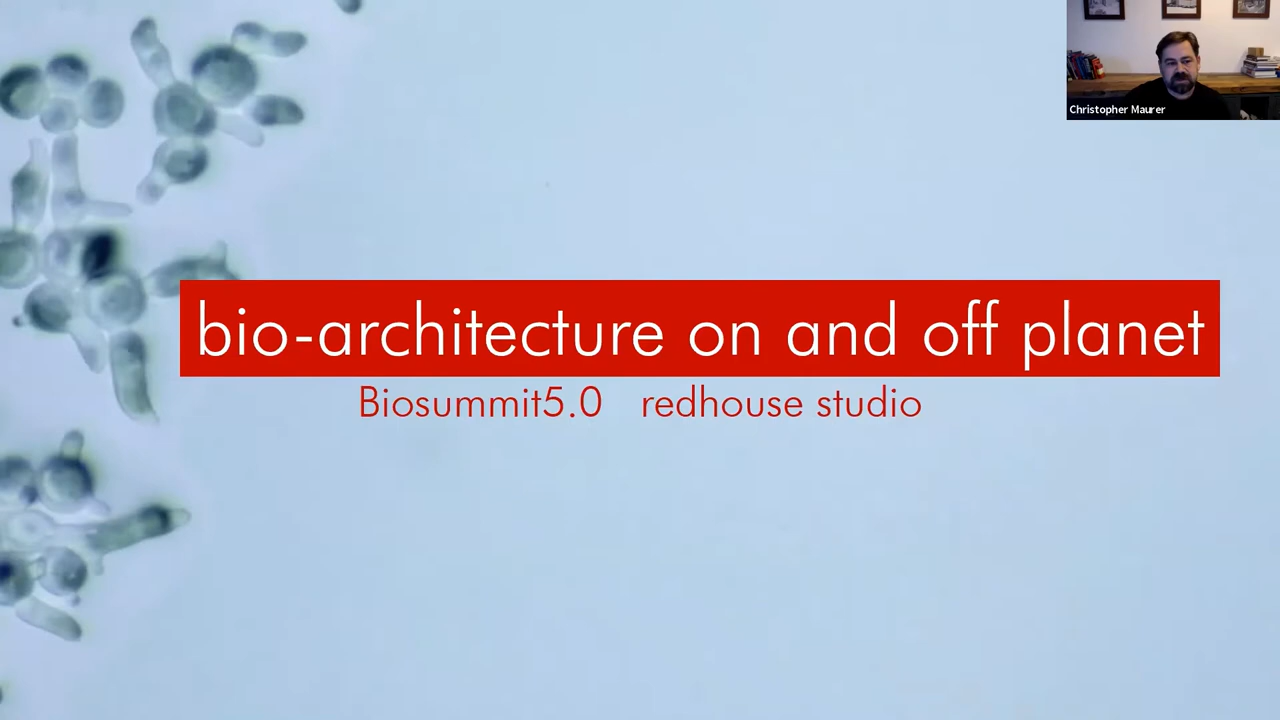 Christopher Maurer
bio-architecture on and off planet
Biosummit5.0 redhouse studio